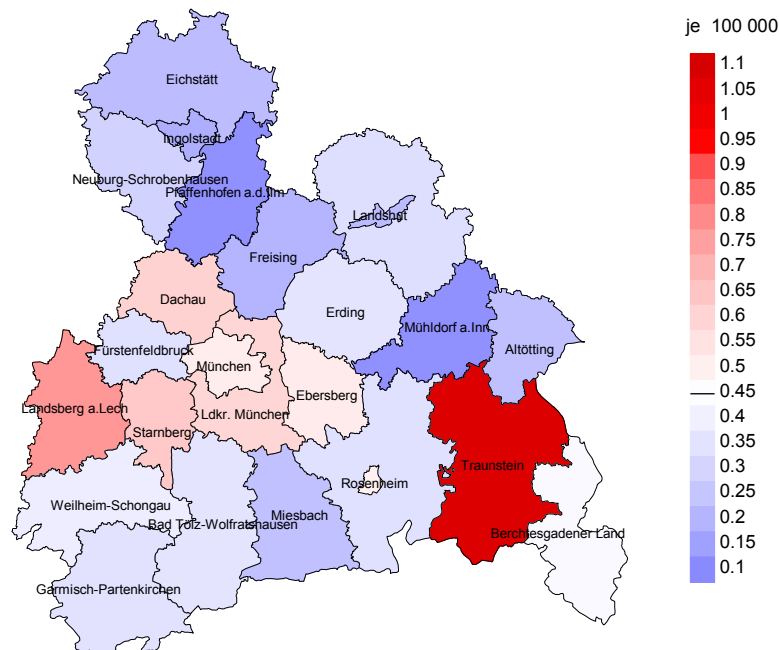 je 100 000
1.1
1.05
1
0.95
0.9
0.85
0.8
0.75
0.7
0.65
0.6
0.55
0.5
0.45
0.4
0.35
0.3
0.25
0.2
0.15
0.1
Eichstätt
Ingolstadt
Neuburg-Schrobenhausen
Pfaffenhofen a.d.Ilm
Landshut
Freising
Dachau
Erding
Mühldorf a.Inn
Fürstenfeldbruck
Altötting
München
Ebersberg
Landsberg a.Lech
Ldkr. München
Starnberg
Traunstein
Rosenheim
Weilheim-Schongau
Miesbach
Bad Tölz-Wolfratshausen
Berchtesgadener Land
Garmisch-Partenkirchen